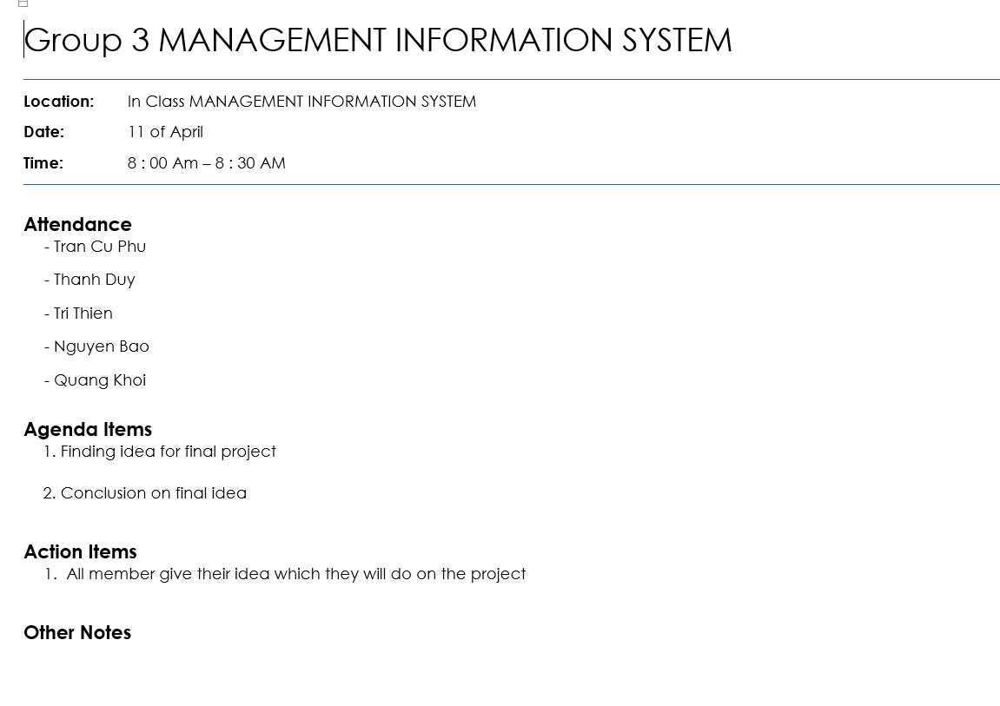 Group 3 MANAGEMENT INFORMATION SYSTEM
Location: In Class MANAGEMENT INFORMATION SYSTEM
Date: 11 of April
Time: 8 : 00 Am – 8 : 30 AM
Attendance
- Tran Cu Phu
- Thanh Duy
- Tri Thien
- Nguyen Bao
- Quang Khoi
Agenda Items
1. Finding idea for final project
2. Conclusion on final idea
Action Items
1. All member give their idea which they will do on the project
Other Notes